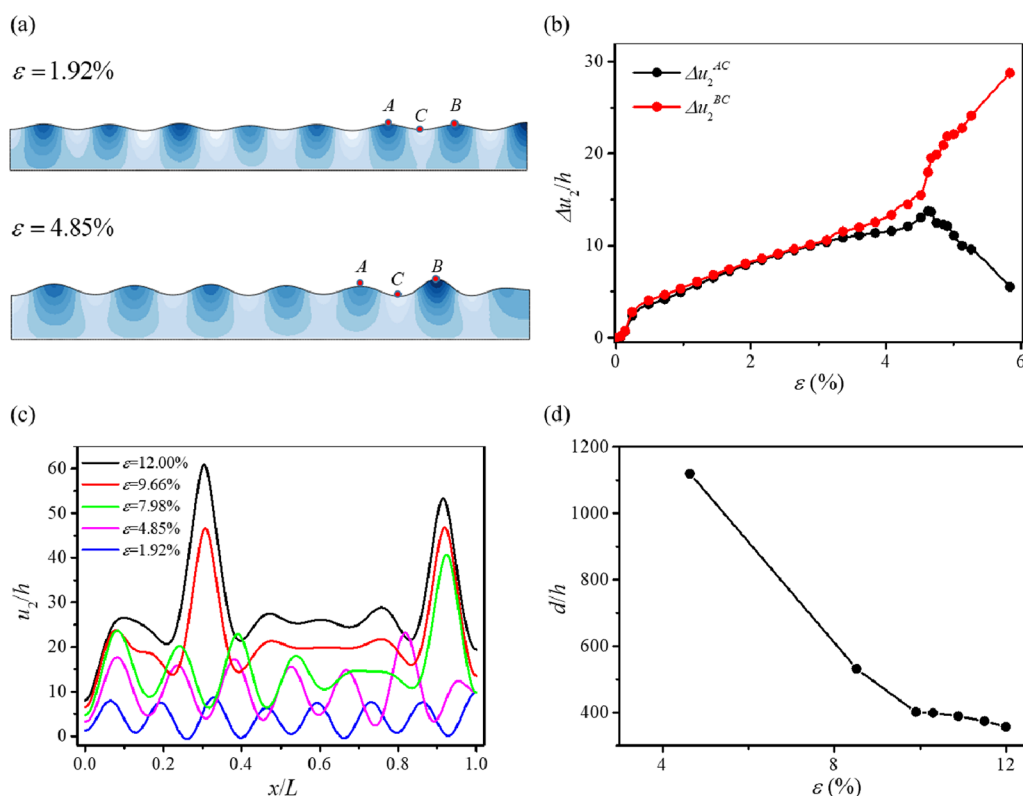 (a)
ε=1.92%
A
C
B
ε=4.85%
A
C
B
(b)
Δu₂ᴬᶜ
Δu₂ᴮᶜ
30
20
10
0
Δu₂/h
0
2
4
6
ε (%)
(c)
ε=12.00%
ε=9.66%
ε=7.98%
ε=4.85%
ε=1.92%
60
50
40
30
20
10
0
u₂/h
0.0
0.2
0.4
0.6
0.8
1.0
x/L
(d)
1200
1000
800
600
400
d/h
4
8
12
ε (%)